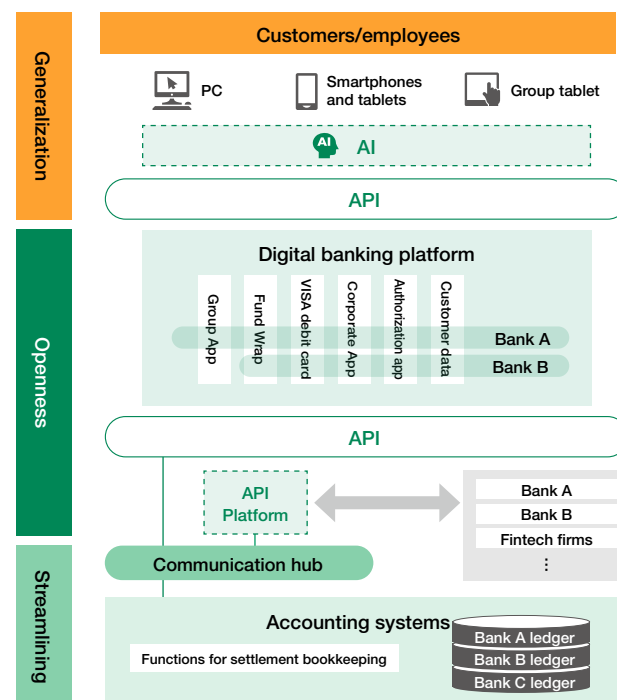 Generalization
Customers/employees
PC
Smartphones
and tablets
Group tablet
AI
AI
API
Openness
Digital banking platform
Group App
Fund Wrap
VISA debit card
Corporate App
Authorization app
Customer data
Bank A
Bank B
API
API
Platform
Bank A
Bank B
Fintech firms
⋮
Streamlining
Communication hub
Accounting systems
Functions for settlement bookkeeping
Bank A ledger
Bank B ledger
Bank C ledger